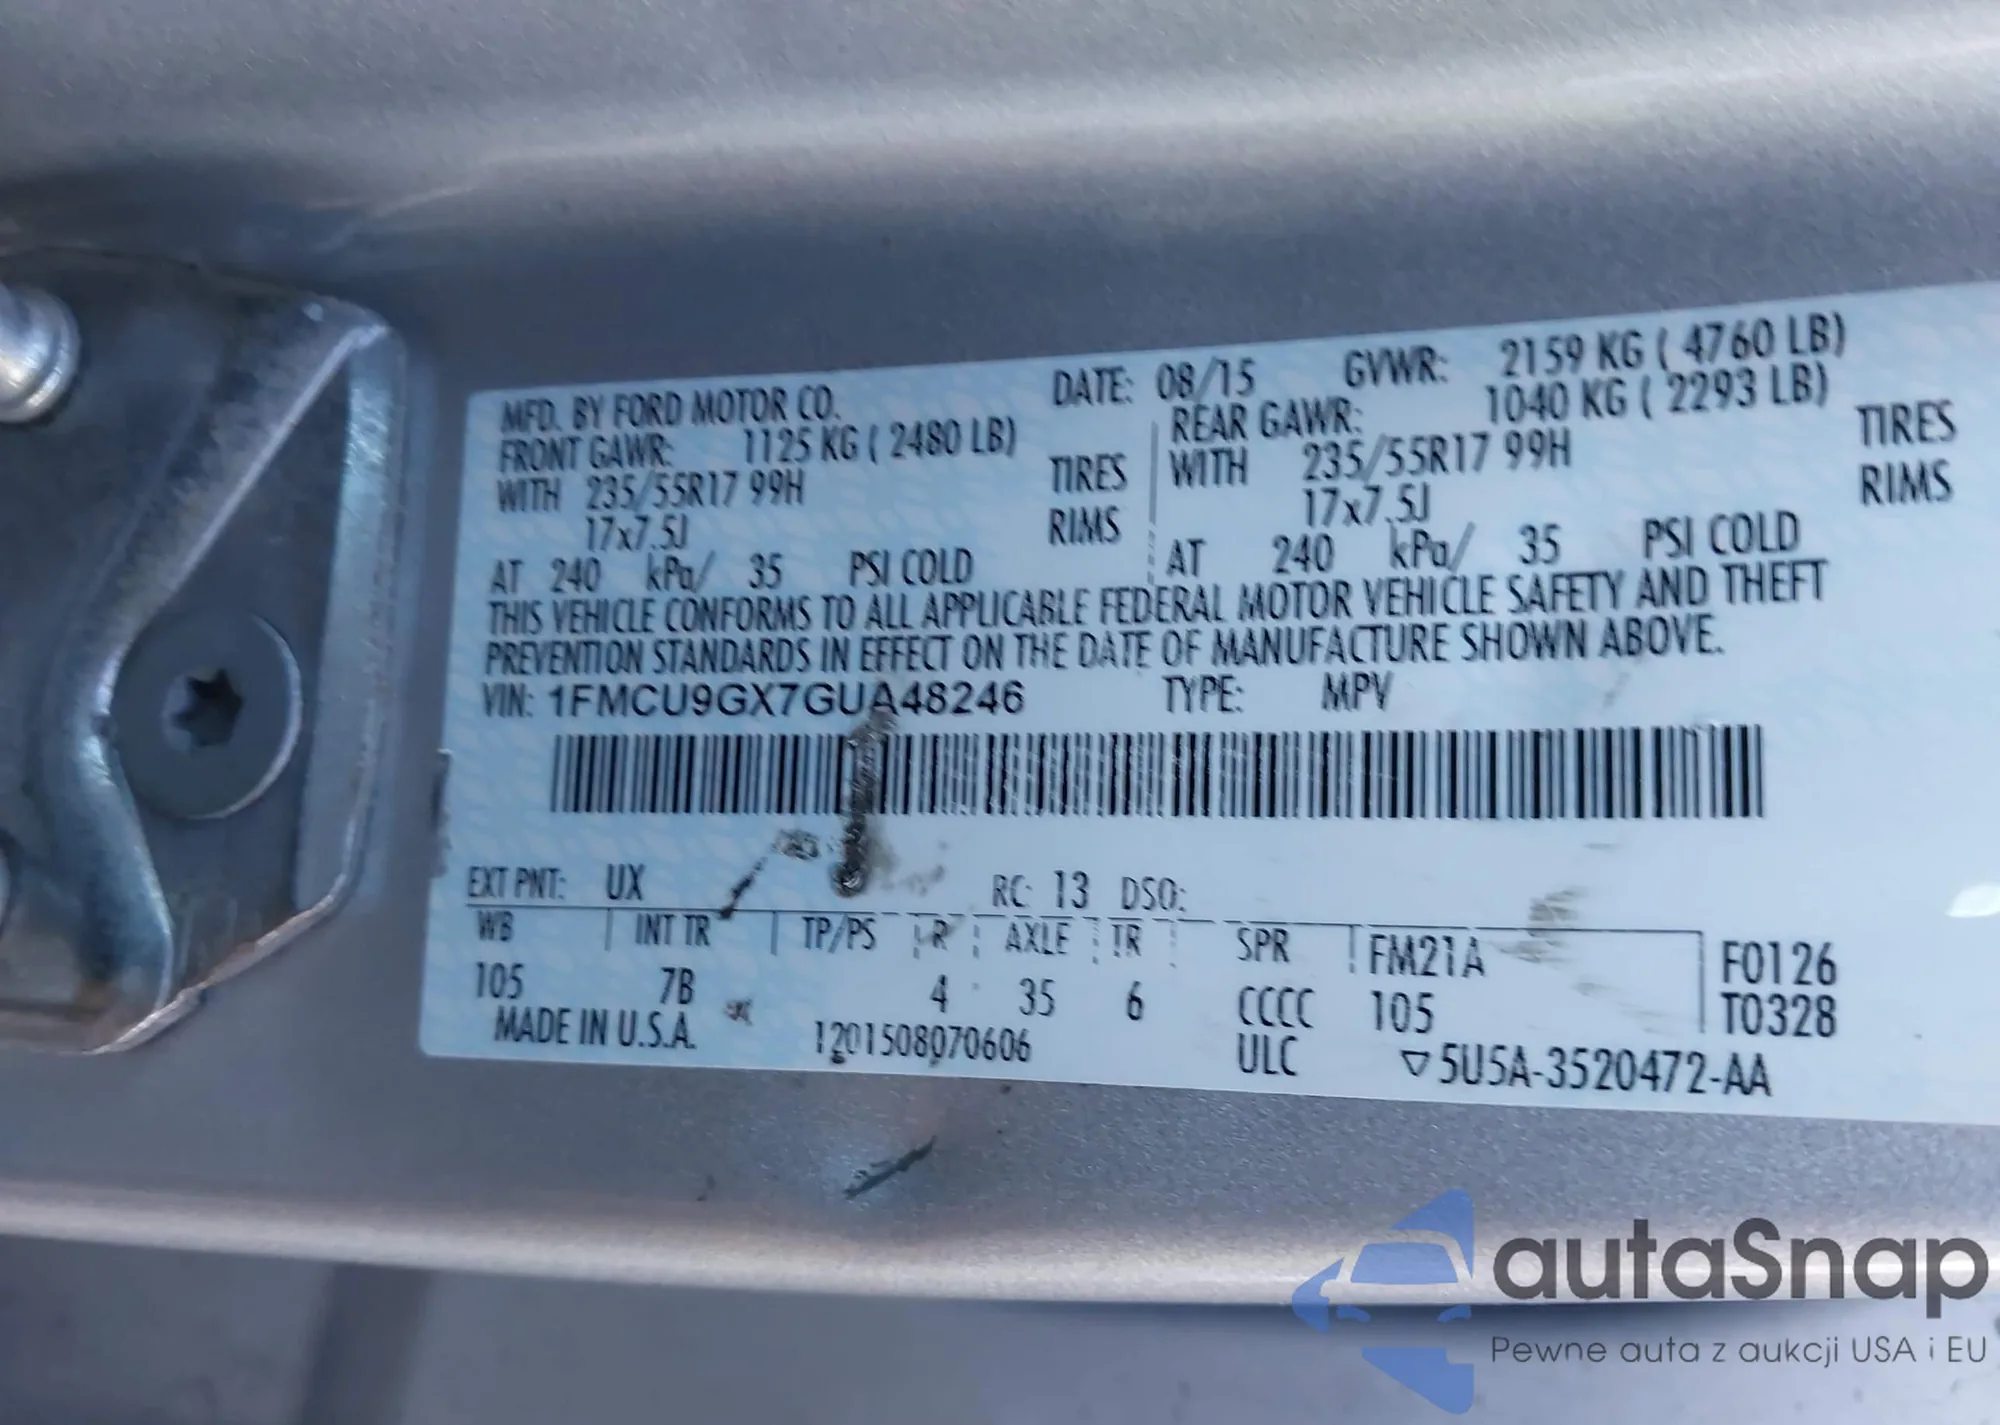 MFD. BY FORD MOTOR CO. DATE: 08/15 GVWR: 2159 KG ( 4760 LB)
FRONT GAWR: 1125 KG ( 2480 LB) REAR GAWR: 1040 KG ( 2293 LB)
WITH 235/55R17 99H TIRES WITH 235/55R17 99H TIRES
17x7.5J RIMS 17x7.5J RIMS
AT 240 kPa/ 35 PSI COLD AT 240 kPa/ 35 PSI COLD
THIS VEHICLE CONFORMS TO ALL APPLICABLE FEDERAL MOTOR VEHICLE SAFETY AND THEFT
PREVENTION STANDARDS IN EFFECT ON THE DATE OF MANUFACTURE SHOWN ABOVE.
VIN: 1FMCU9GX7GUA48246 TYPE: MPV
EXT PNT: UX RC: 13 DSO:
WB INT TR TP/PS R AXLE TR SPR FM21A F0126
105 7B 4 35 6 CCCC 105 T0328
MADE IN U.S.A. 1201508070606 ULC ▽5U5A-3520472-AA
autaSnap
Pewne auta z aukcji USA i EU